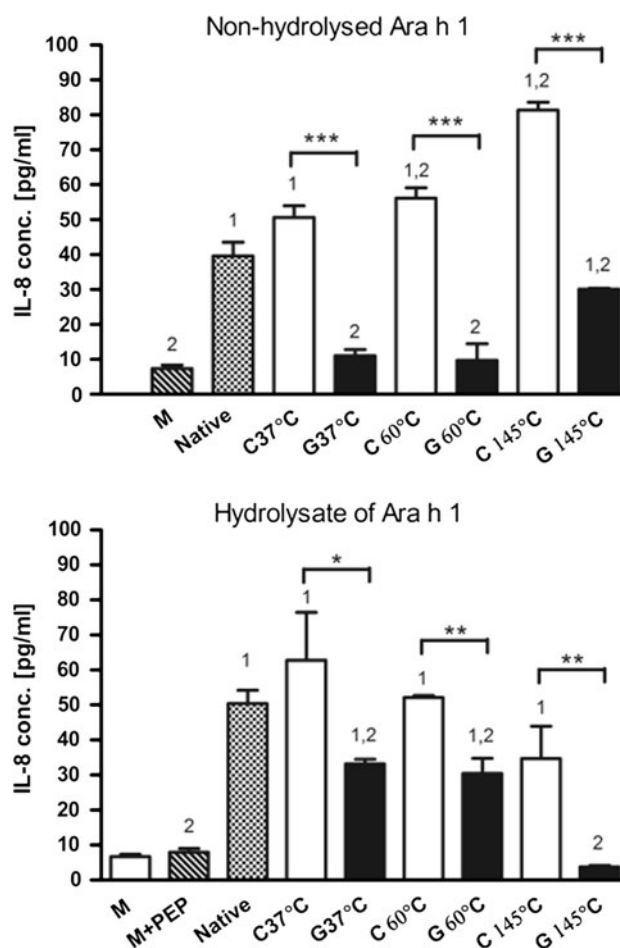 Non-hydrolysed Ara h 1
IL-8 conc. [pg/ml]
100
90
80
70
60
50
40
30
20
10
0
2
1
1
***
2
1,2
***
2
1,2
***
1,2
M
Native
C37°C
G37°C
C 60°C
G 60°C
C 145°C
G 145°C
Hydrolysate of Ara h 1
IL-8 conc. [pg/ml]
100
90
80
70
60
50
40
30
20
10
0
2
1
1
*
1,2
1
**
1,2
1
**
2
M
M+PEP
Native
C37°C
G37°C
C 60°C
G 60°C
C 145°C
G 145°C